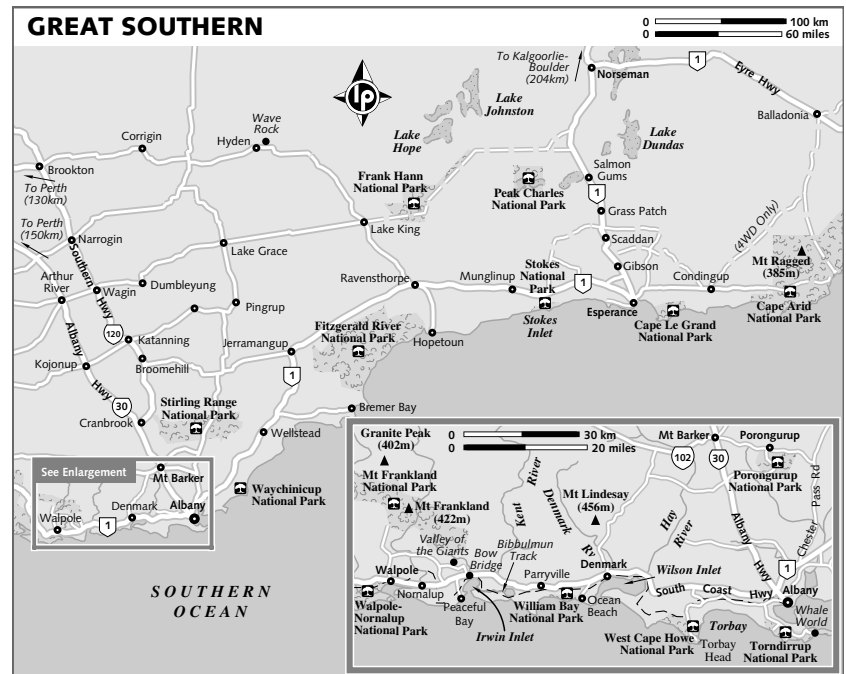 GREAT SOUTHERN
0 100 km
0 60 miles
To Kalgoorlie-
Boulder
(204km)
Norseman
1
Eyre Hwy
Balladonia
lp
Lake
Johnston
Lake
Hope
Lake
Dundas
Wave
Rock
Hyden
Corrigin
Brookton
To Perth
(130km)
To Perth
(150km)
Narrogin
Frank Hann
National Park
Peak Charles
National Park
Salmon
Gums
1
Grass Patch
Scaddan
Gibson
(4WD Only)
Mt Ragged
(385m)
Lake King
Lake Grace
Arthur
River
Southern Hwy
Wagin
Dumbleyung
Pingrup
Ravensthorpe
Munglinup
Stokes
National
Park
1
Condingup
Esperance
Stokes
Inlet
Cape Le Grand
National Park
Cape Arid
National Park
120
Albany Hwy
Katanning
Kojonup
Broomehill
Jerramungup
Fitzgerald River
National Park
Hopetoun
1
30
Cranbrook
Stirling Range
National Park
Bremer Bay
Wellstead
See Enlargement
Mt Barker
Waychinicup
National Park
Walpole
Denmark
Albany
1
SOUTHERN
OCEAN
Granite Peak
(402m)
0 30 km
0 20 miles
Mt Barker
Porongurup
102
30
Porongurup
National Park
Mt Frankland
National Park
Mt Frankland
(422m)
Kent River
Denmark Rv
Mt Lindesay
(456m)
Hay
River
Albany Hwy
Chester Pass Rd
Valley of
the Giants
Bow
Bridge
Bibbulmun
Track
Walpole
Nornalup
Parryville
Denmark
Wilson Inlet
1
South Coast Hwy
Albany
Walpole-
Nornalup
National Park
Peaceful
Bay
Irwin Inlet
William Bay
National Park
Ocean
Beach
West Cape Howe
National Park
Torbay
Torbay
Head
Whale
World
Torndirrup
National Park